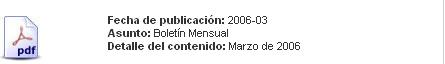 Fecha de publicación: 2006-03
Asunto: Boletín Mensual
Detalle del contenido: Marzo de 2006
pdf